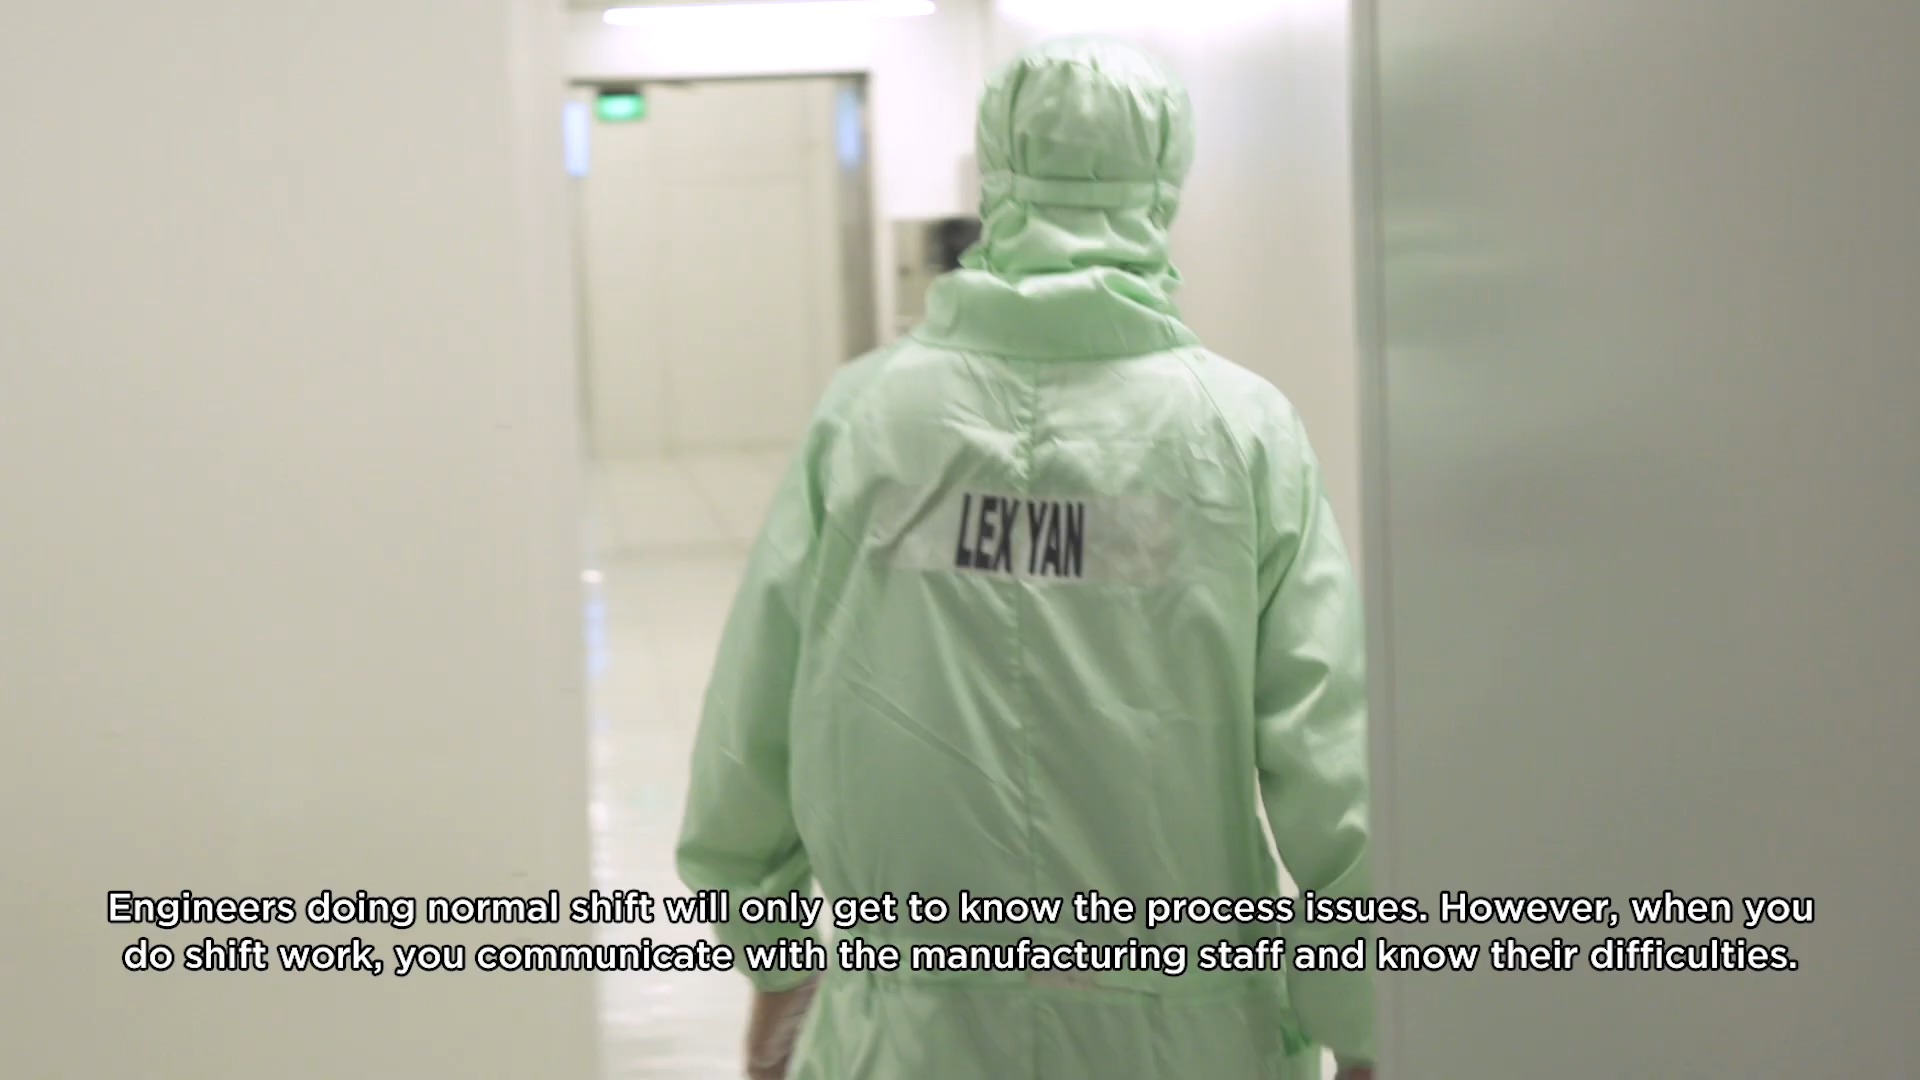 LEX YAN
Engineers doing normal shift will only get to know the process issues. However, when you
do shift work, you communicate with the manufacturing staff and know their difficulties.